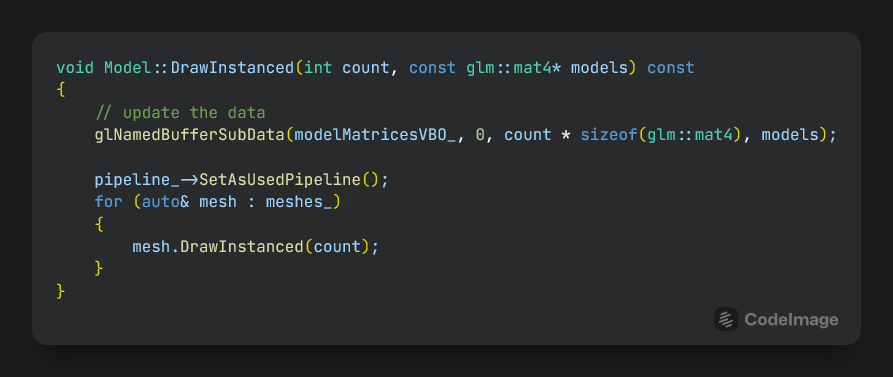 void Model::DrawInstanced(int count, const glm::mat4* models) const
{
    // update the data
    glNamedBufferSubData(modelMatricesVBO_, 0, count * sizeof(glm::mat4), models);

    pipeline_->SetAsUsedPipeline();
    for (auto& mesh : meshes_)
    {
        mesh.DrawInstanced(count);
    }
}
CodeImage